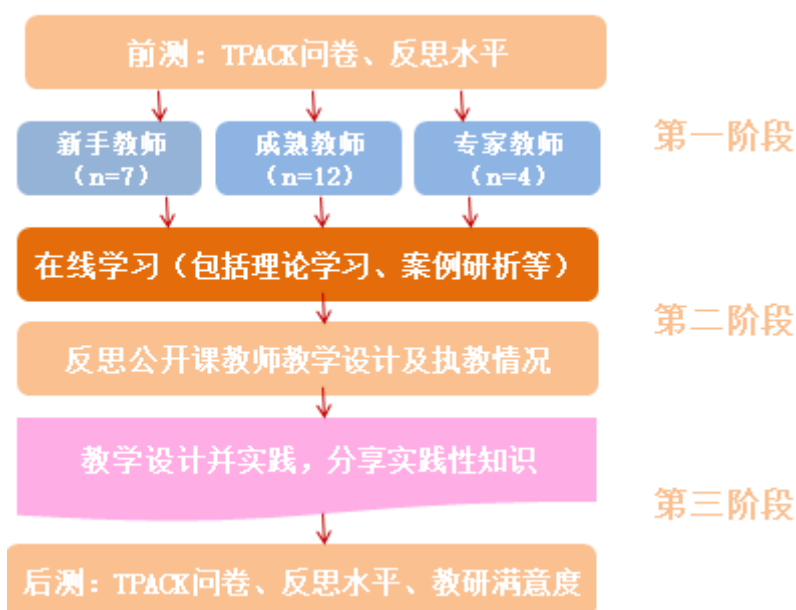 前测：TPACK问卷、反思水平
新手教师
（n=7）
成熟教师
（n=12）
专家教师
（n=4）
第一阶段
在线学习（包括理论学习、案例研析等）
第二阶段
反思公开课教师教学设计及执教情况
教学设计并实践，分享实践性知识
第三阶段
后测：TPACK问卷、反思水平、教研满意度